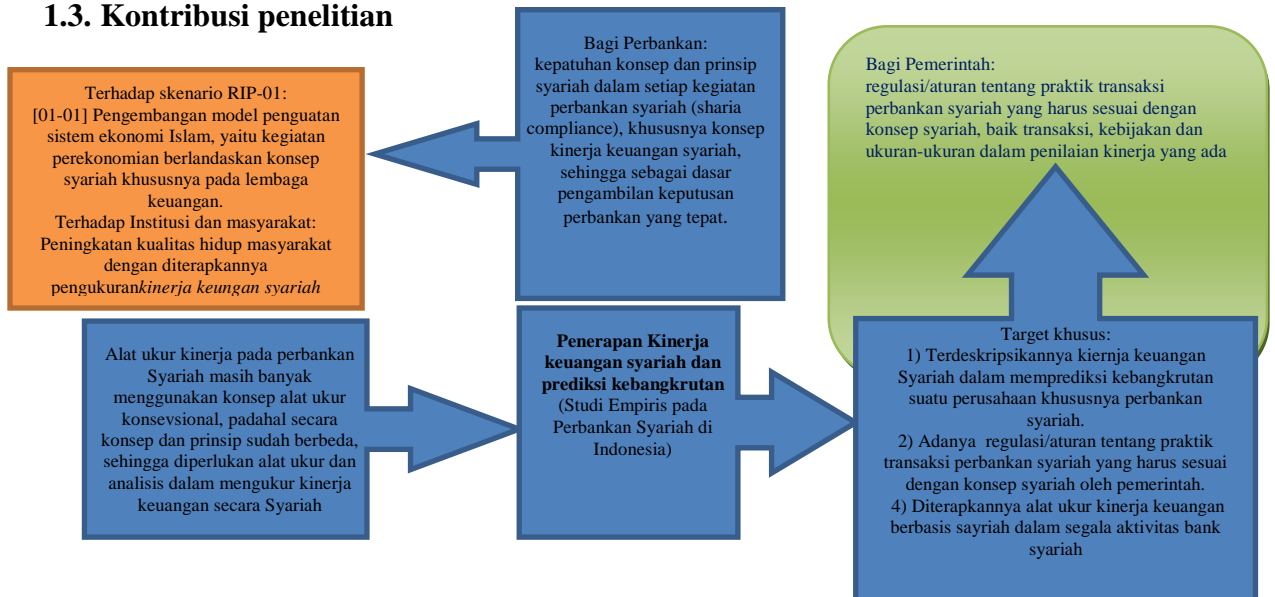 1.3. Kontribusi penelitian
Terhadap skenario RIP-01:
[01-01] Pengembangan model penguatan
sistem ekonomi Islam, yaitu kegiatan
perekonomian berlandaskan konsep
syariah khususnya pada lembaga
keuangan.
Terhadap Institusi dan masyarakat:
Peningkatan kualitas hidup masyarakat
dengan diterapkannya
pengukurankinerja keungan syariah
Bagi Perbankan:
kepatuhan konsep dan prinsip
syariah dalam setiap kegiatan
perbankan syariah (sharia
compliance), khususnya konsep
kinerja keuangan syariah,
sehingga sebagai dasar
pengambilan keputusan
perbankan yang tepat.
Bagi Pemerintah:
regulasi/aturan tentang praktik transaksi
perbankan syariah yang harus sesuai dengan
konsep syariah, baik transaksi, kebijakan dan
ukuran-ukuran dalam penilaian kinerja yang ada
Alat ukur kinerja pada perbankan
Syariah masih banyak
menggunakan konsep alat ukur
konsevsional, padahal secara
konsep dan prinsip sudah berbeda,
sehingga diperlukan alat ukur dan
analisis dalam mengukur kinerja
keuangan secara Syariah
Penerapan Kinerja
keuangan syariah dan
prediksi kebangkrutan
(Studi Empiris pada
Perbankan Syariah di
Indonesia)
Target khusus:
1) Terdeskripsikannya kiernja keuangan
Syariah dalam memprediksi kebangkrutan
suatu perusahaan khususnya perbankan
syariah.
2) Adanya regulasi/aturan tentang praktik
transaksi perbankan syariah yang harus sesuai
dengan konsep syariah oleh pemerintah.
4) Diterapkannya alat ukur kinerja keuangan
berbasis sayriah dalam segala aktivitas bank
syariah